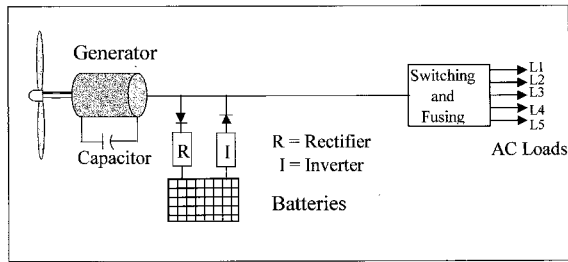 Generator
Capacitor
R
I
R = Rectifier
I = Inverter
Batteries
Switching
and
Fusing
L1
L2
L3
L4
L5
AC Loads